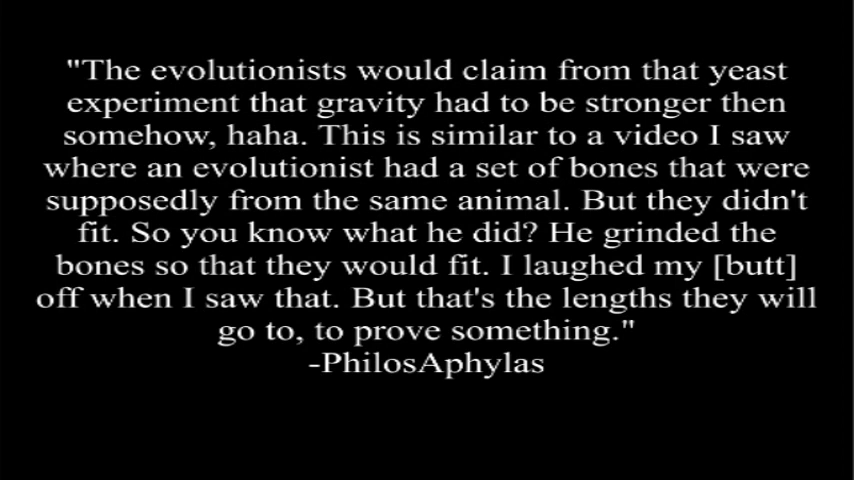 "The evolutionists would claim from that yeast
experiment that gravity had to be stronger then
somehow, haha. This is similar to a video I saw
where an evolutionist had a set of bones that were
supposedly from the same animal. But they didn't
fit. So you know what he did? He grinded the
bones so that they would fit. I laughed my [butt]
off when I saw that. But that's the lengths they will
go to, to prove something."
-PhilosAphylas